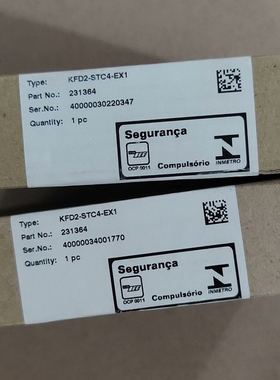 Type: KFD2-STC4-EX1
Part No.: 231364
Ser.No.: 40000030220347
Quantity: 1 pc
Segurança
OCP 0011
Compulsório
INMETRO
Type: KFD2-STC4-EX1
Part No.: 231364
Ser.No.: 40000034001770
Quantity: 1 pc
Segurança
OCP 0011
Compulsório
INMETRO